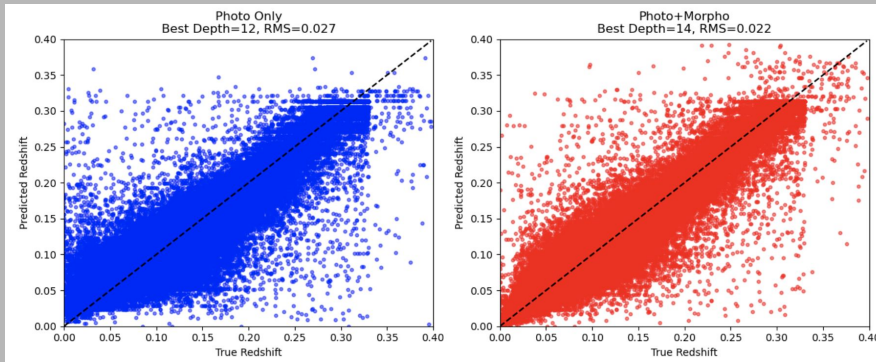 Photo Only
Best Depth=12, RMS=0.027
0.40
0.35
0.30
0.25
0.20
0.15
0.10
0.05
0.00
Predicted Redshift
0.00 0.05 0.10 0.15 0.20 0.25 0.30 0.35 0.40
True Redshift
Photo+Morpho
Best Depth=14, RMS=0.022
0.40
0.35
0.30
0.25
0.20
0.15
0.10
0.05
0.00
Predicted Redshift
0.00 0.05 0.10 0.15 0.20 0.25 0.30 0.35 0.40
True Redshift